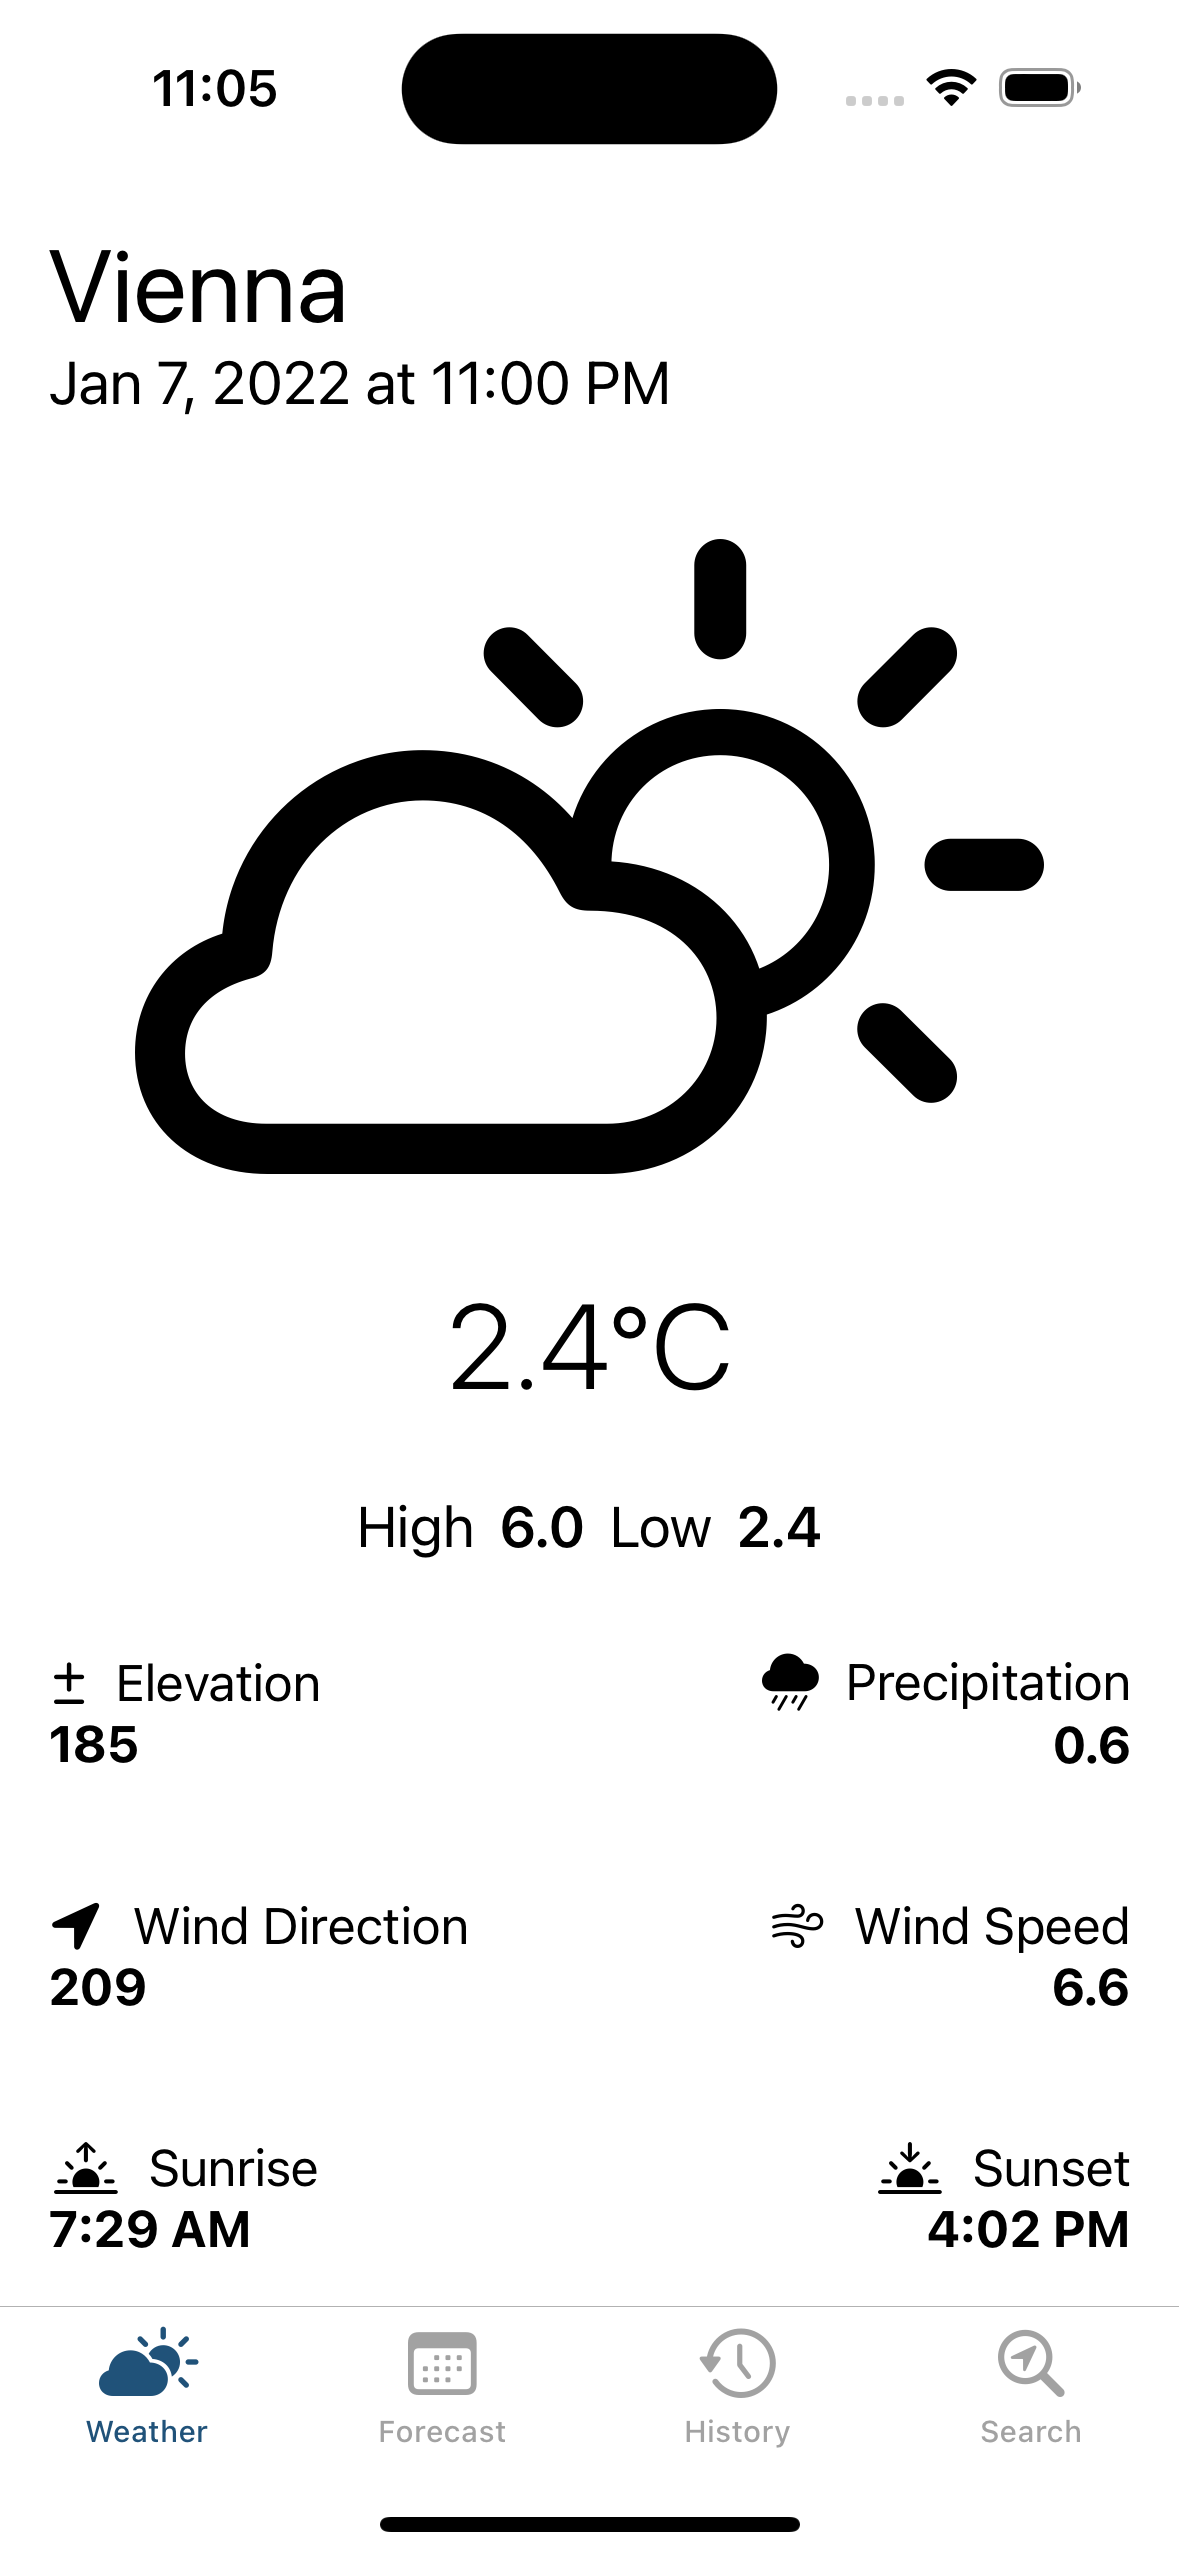 11:05
Vienna
Jan 7, 2022 at 11:00 PM
2.4°C
High 6.0 Low 2.4
Elevation
185
Precipitation
0.6
Wind Direction
209
Wind Speed
6.6
Sunrise
7:29 AM
Sunset
4:02 PM
Weather
Forecast
History
Search